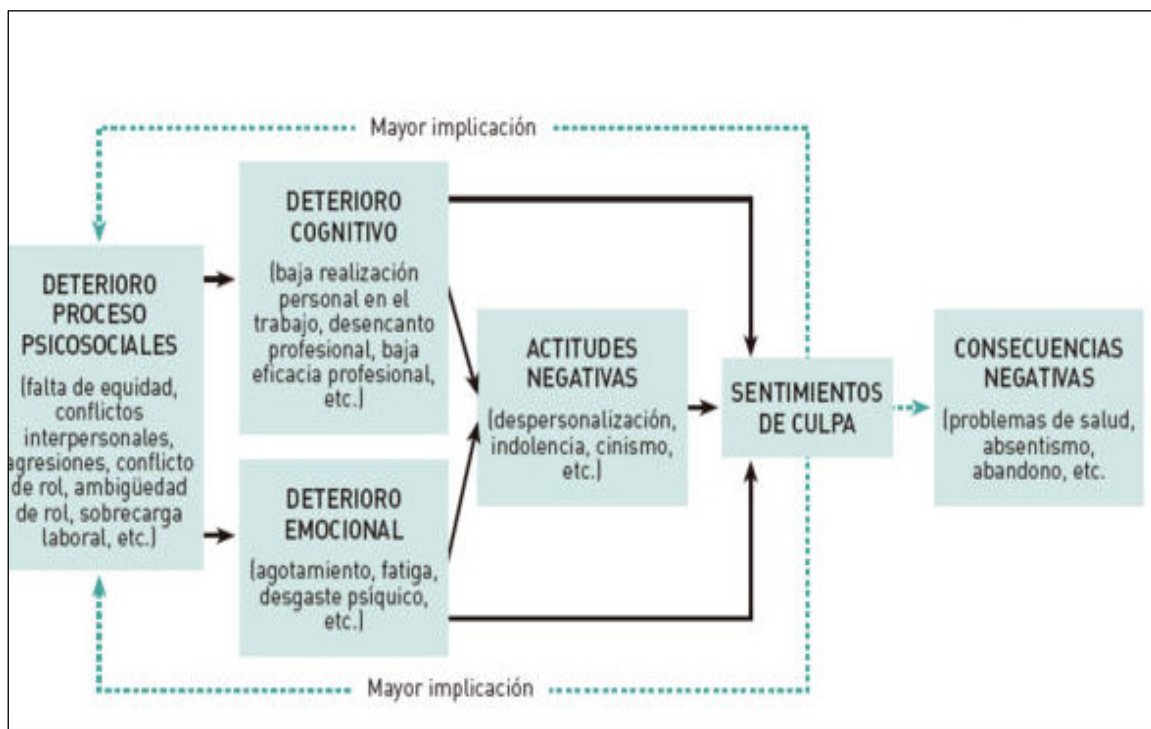 Mayor implicación
DETERIORO
PROCESO
PSICOSOCIALES
(falta de equidad,
conflictos
interpersonales,
agresiones, conflicto
de rol, ambigüedad
de rol, sobrecarga
laboral, etc.)
DETERIORO
COGNITIVO
(baja realización
personal en el
trabajo, desencanto
profesional, baja
eficacia profesional,
etc.)
DETERIORO
EMOCIONAL
(agotamiento, fatiga,
desgaste psíquico,
etc.)
ACTITUDES
NEGATIVAS
(despersonalización,
indolencia, cinismo,
etc.)
SENTIMIENTOS
DE CULPA
CONSECUENCIAS
NEGATIVAS
(problemas de salud,
absentismo,
abandono, etc.
Mayor implicación